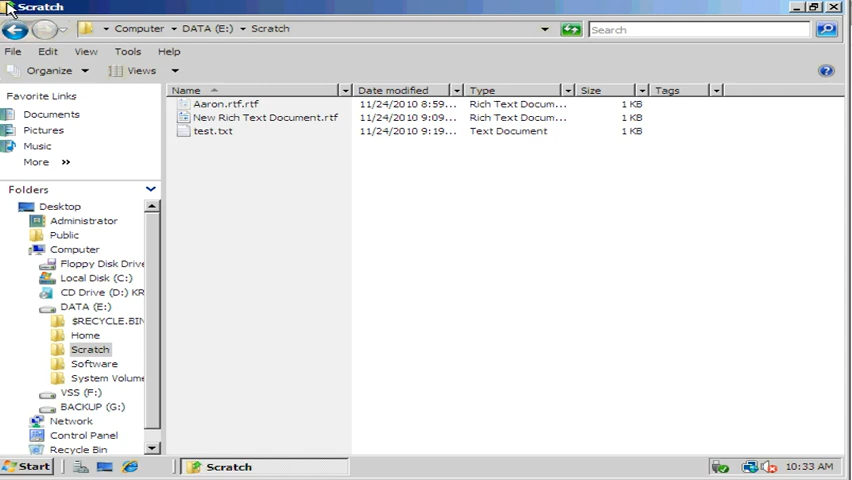 Scratch
Computer DATA (E:) Scratch
Search
File Edit View Tools Help
Organize Views
Favorite Links
Documents
Pictures
Music
More »
Folders
Desktop
Administrator
Public
Computer
Floppy Disk Drive
Local Disk (C:)
CD Drive (D:) KR
DATA (E:)
$RECYCLE.BIN
Home
Scratch
Software
System Volume
VSS (F:)
BACKUP (G:)
Network
Control Panel
Recycle Bin
Name Date modified Type Size Tags
Aaron.rtf.rtf 11/24/2010 8:59... Rich Text Docum... 1 KB
New Rich Text Document.rtf 11/24/2010 9:09... Rich Text Docum... 1 KB
test.txt 11/24/2010 9:19... Text Document 1 KB
Start Scratch 10:33 AM